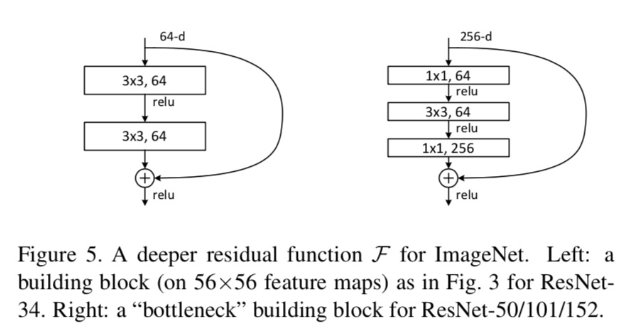 64-d
3x3, 64
relu
3x3, 64
+
relu
256-d
1x1, 64
relu
3x3, 64
relu
1x1, 256
+
relu
Figure 5. A deeper residual function ℱ for ImageNet. Left: a
building block (on 56×56 feature maps) as in Fig. 3 for ResNet-
34. Right: a “bottleneck” building block for ResNet-50/101/152.